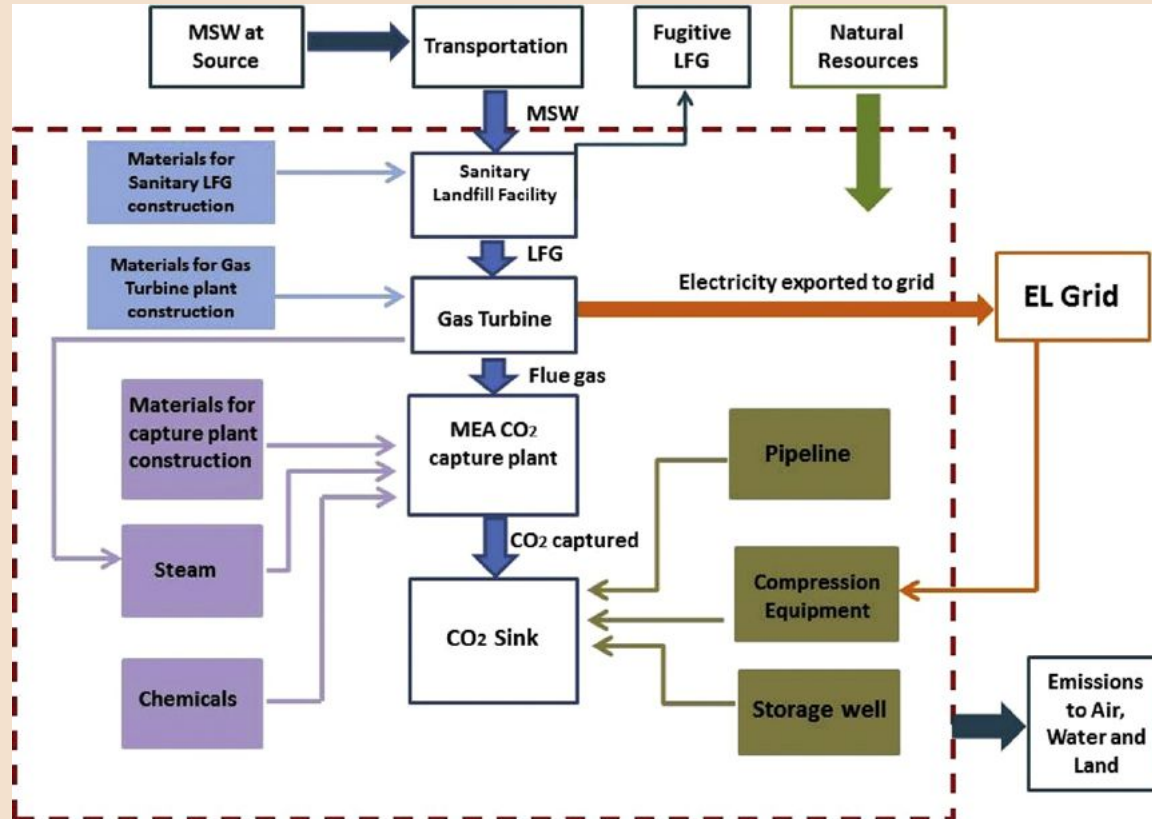 MSW at
Source
Transportation
Fugitive
LFG
Natural
Resources
MSW
Materials for
Sanitary LFG
construction
Sanitary
Landfill Facility
LFG
Materials for Gas
Turbine plant
construction
Gas Turbine
Electricity exported to grid
EL Grid
Flue gas
Materials for
capture plant
construction
MEA CO₂
capture plant
Pipeline
CO₂ captured
Steam
Compression
Equipment
CO₂ Sink
Chemicals
Storage well
Emissions
to Air,
Water and
Land